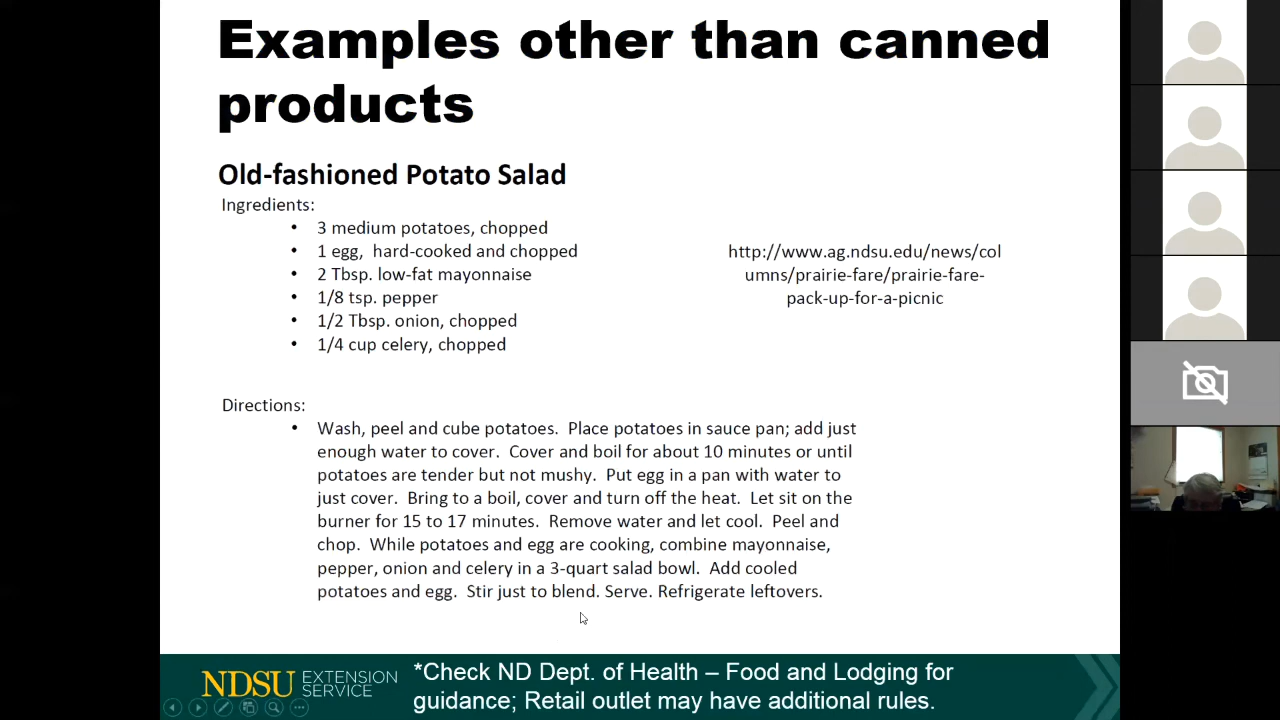 Examples other than canned
products
Old-fashioned Potato Salad
Ingredients:
• 3 medium potatoes, chopped
• 1 egg,  hard-cooked and chopped
• 2 Tbsp. low-fat mayonnaise
• 1/8 tsp. pepper
• 1/2 Tbsp. onion, chopped
• 1/4 cup celery, chopped
http://www.ag.ndsu.edu/news/col
umns/prairie-fare/prairie-fare-
pack-up-for-a-picnic
Directions:
• Wash, peel and cube potatoes.  Place potatoes in sauce pan; add just
enough water to cover.  Cover and boil for about 10 minutes or until
potatoes are tender but not mushy.  Put egg in a pan with water to
just cover.  Bring to a boil, cover and turn off the heat.  Let sit on the
burner for 15 to 17 minutes.  Remove water and let cool.  Peel and
chop.  While potatoes and egg are cooking, combine mayonnaise,
pepper, onion and celery in a 3-quart salad bowl.  Add cooled
potatoes and egg.  Stir just to blend. Serve. Refrigerate leftovers.
NDSU EXTENSION
SERVICE
*Check ND Dept. of Health – Food and Lodging for
guidance; Retail outlet may have additional rules.